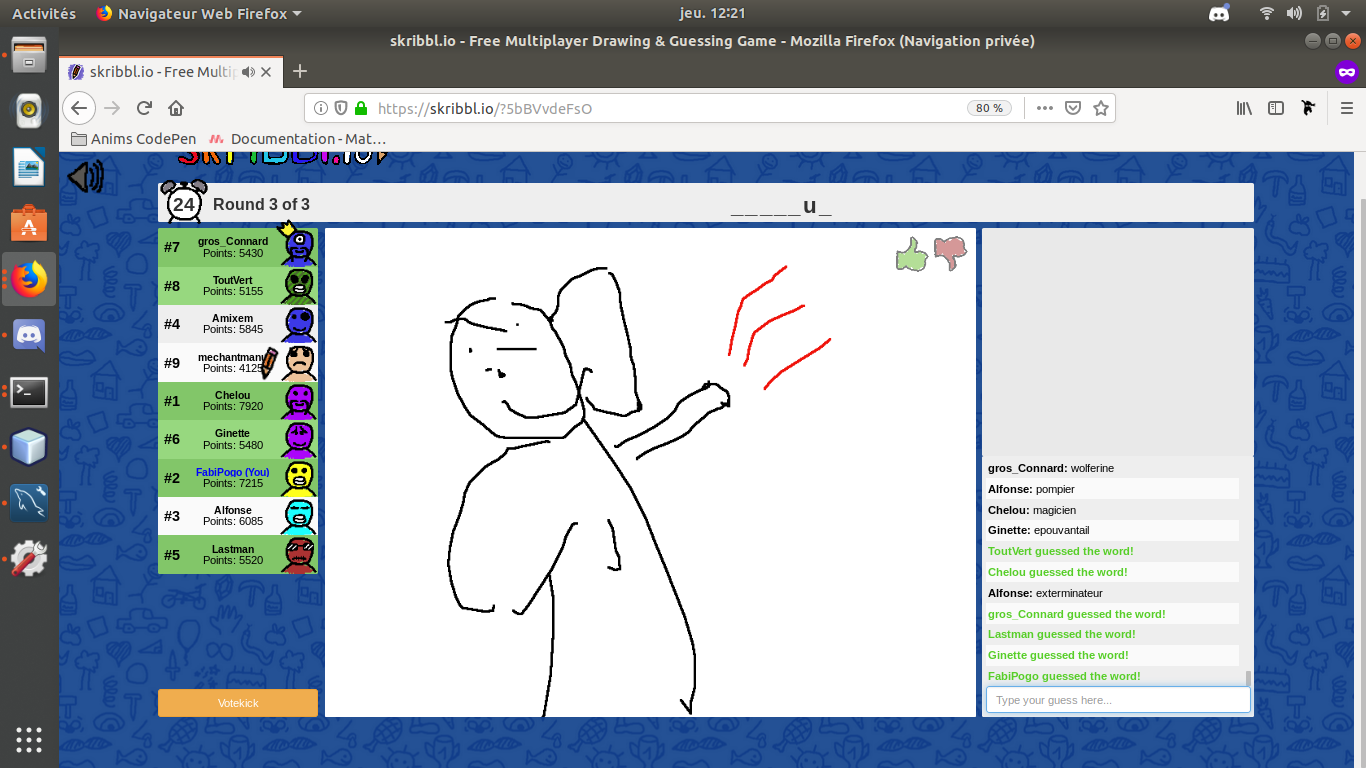 Activités Navigateur Web Firefox jeu. 12:21
skribbl.io - Free Multiplayer Drawing & Guessing Game - Mozilla Firefox (Navigation privée)
skribbl.io - Free Multip
https://skribbl.io/?5bBVvdeFsO 80 %
Anims CodePen Documentation - Mat…
24 Round 3 of 3 _____u_
#7 gros_Connard
Points: 5430
#8 ToutVert
Points: 5155
#4 Amixem
Points: 5845
#9 mechantmanu
Points: 4125
#1 Chelou
Points: 7920
#6 Ginette
Points: 5480
#2 FabiPogo (You)
Points: 7215
#3 Alfonse
Points: 6085
#5 Lastman
Points: 5520
Votekick
gros_Connard: wolferine
Alfonse: pompier
Chelou: magicien
Ginette: epouvantail
ToutVert guessed the word!
Chelou guessed the word!
Alfonse: exterminateur
gros_Connard guessed the word!
Lastman guessed the word!
Ginette guessed the word!
FabiPogo guessed the word!
Type your guess here...